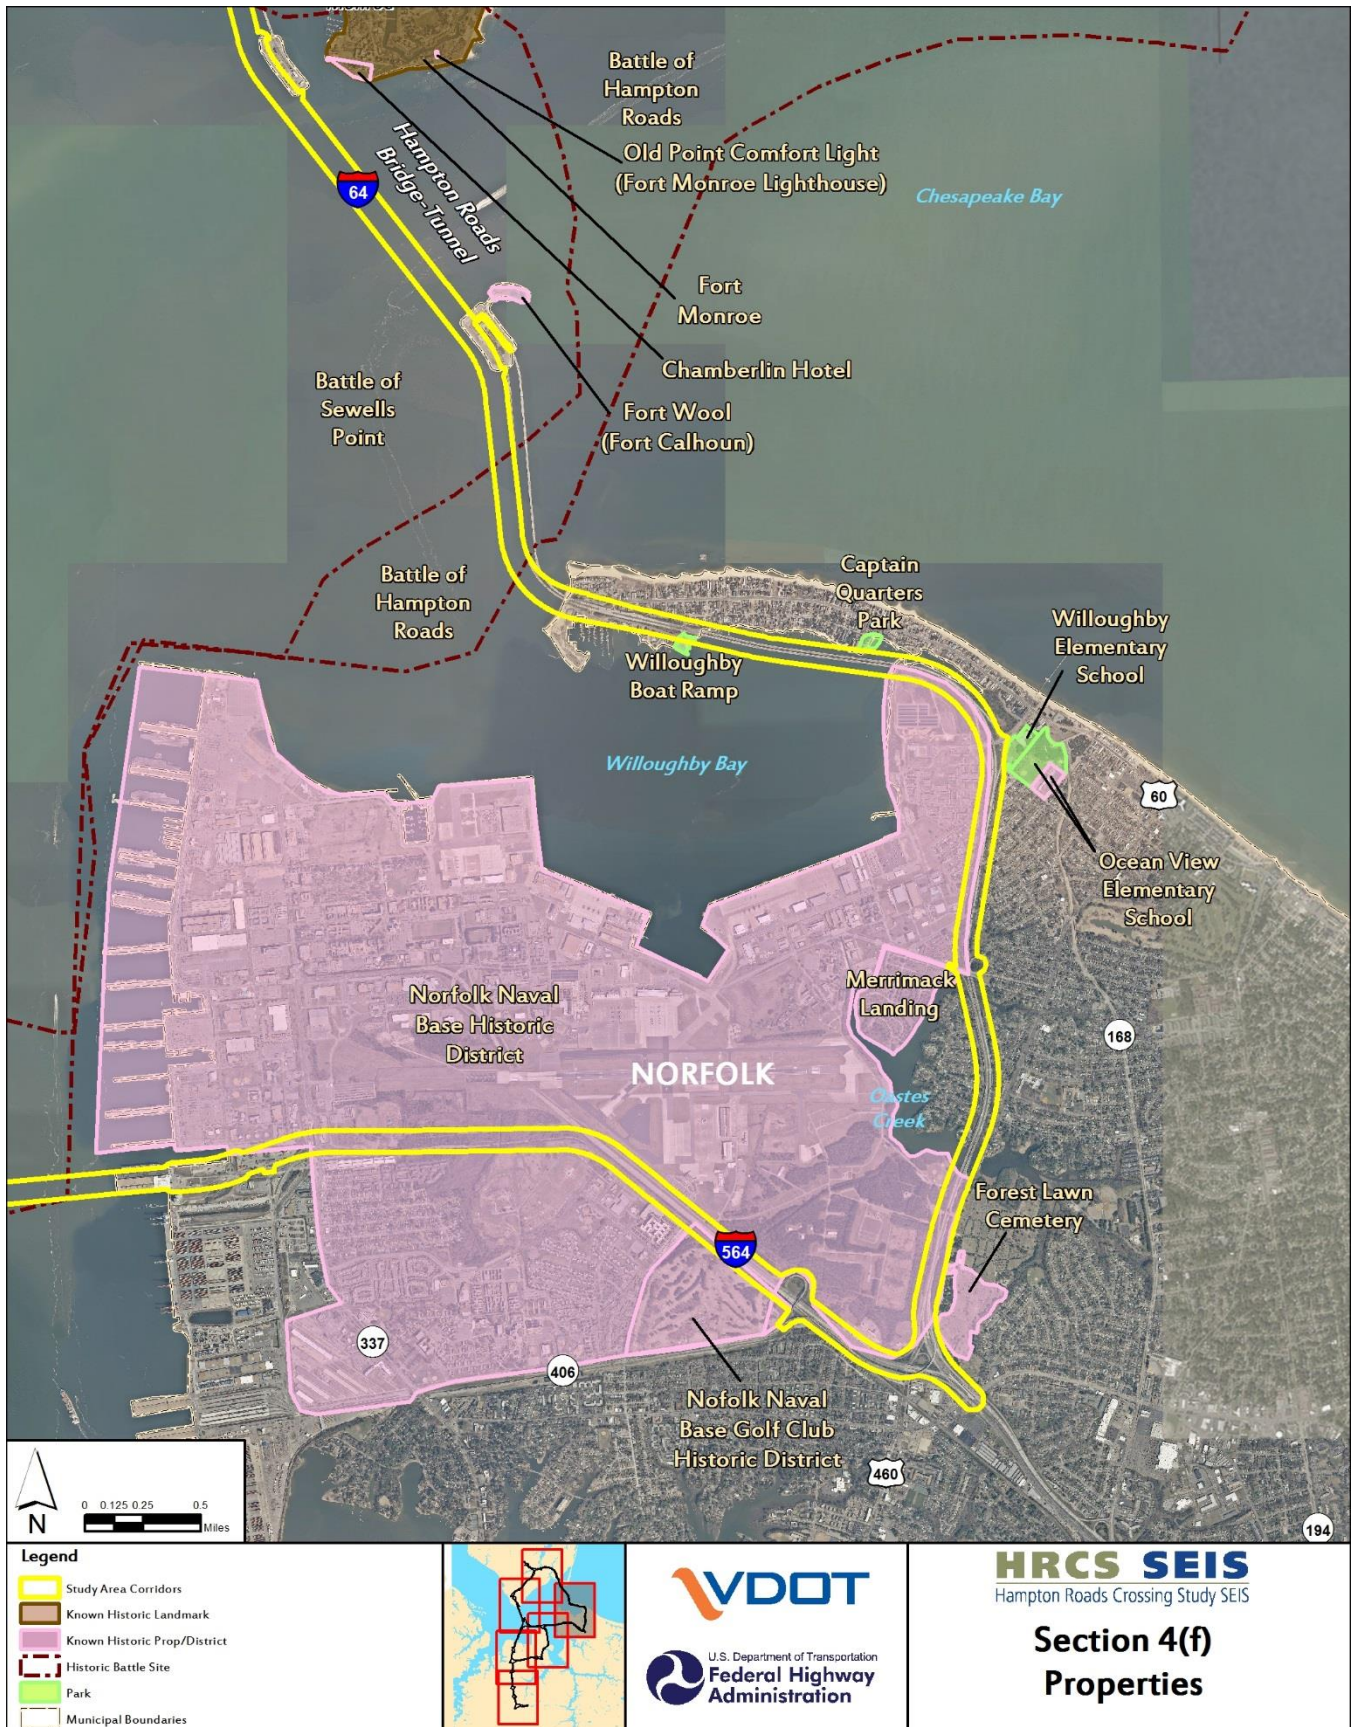 Battle of
Hampton
Roads
Old Point Comfort Light
(Fort Monroe Lighthouse)
Chesapeake Bay
64
Hampton Roads
Bridge-Tunnel
Fort
Monroe
Chamberlin Hotel
Fort Wool
(Fort Calhoun)
Battle of
Sewells
Point
Battle of
Hampton
Roads
Captain
Quarters
Park
Willoughby
Elementary
School
Willoughby
Boat Ramp
Willoughby Bay
60
Ocean View
Elementary
School
Merrimack
Landing
Norfolk Naval
Base Historic
District
NORFOLK
168
Creek
Forest Lawn
Cemetery
564
337
406
Nofolk Naval
Base Golf Club
Historic District
460
194
N
0 0.125 0.25 0.5
Miles
Legend
Study Area Corridors
Known Historic Landmark
Known Historic Prop/District
Historic Battle Site
Park
Municipal Boundaries
VDOT
U.S. Department of Transportation
Federal Highway
Administration
HRCS SEIS
Hampton Roads Crossing Study SEIS
Section 4(f)
Properties